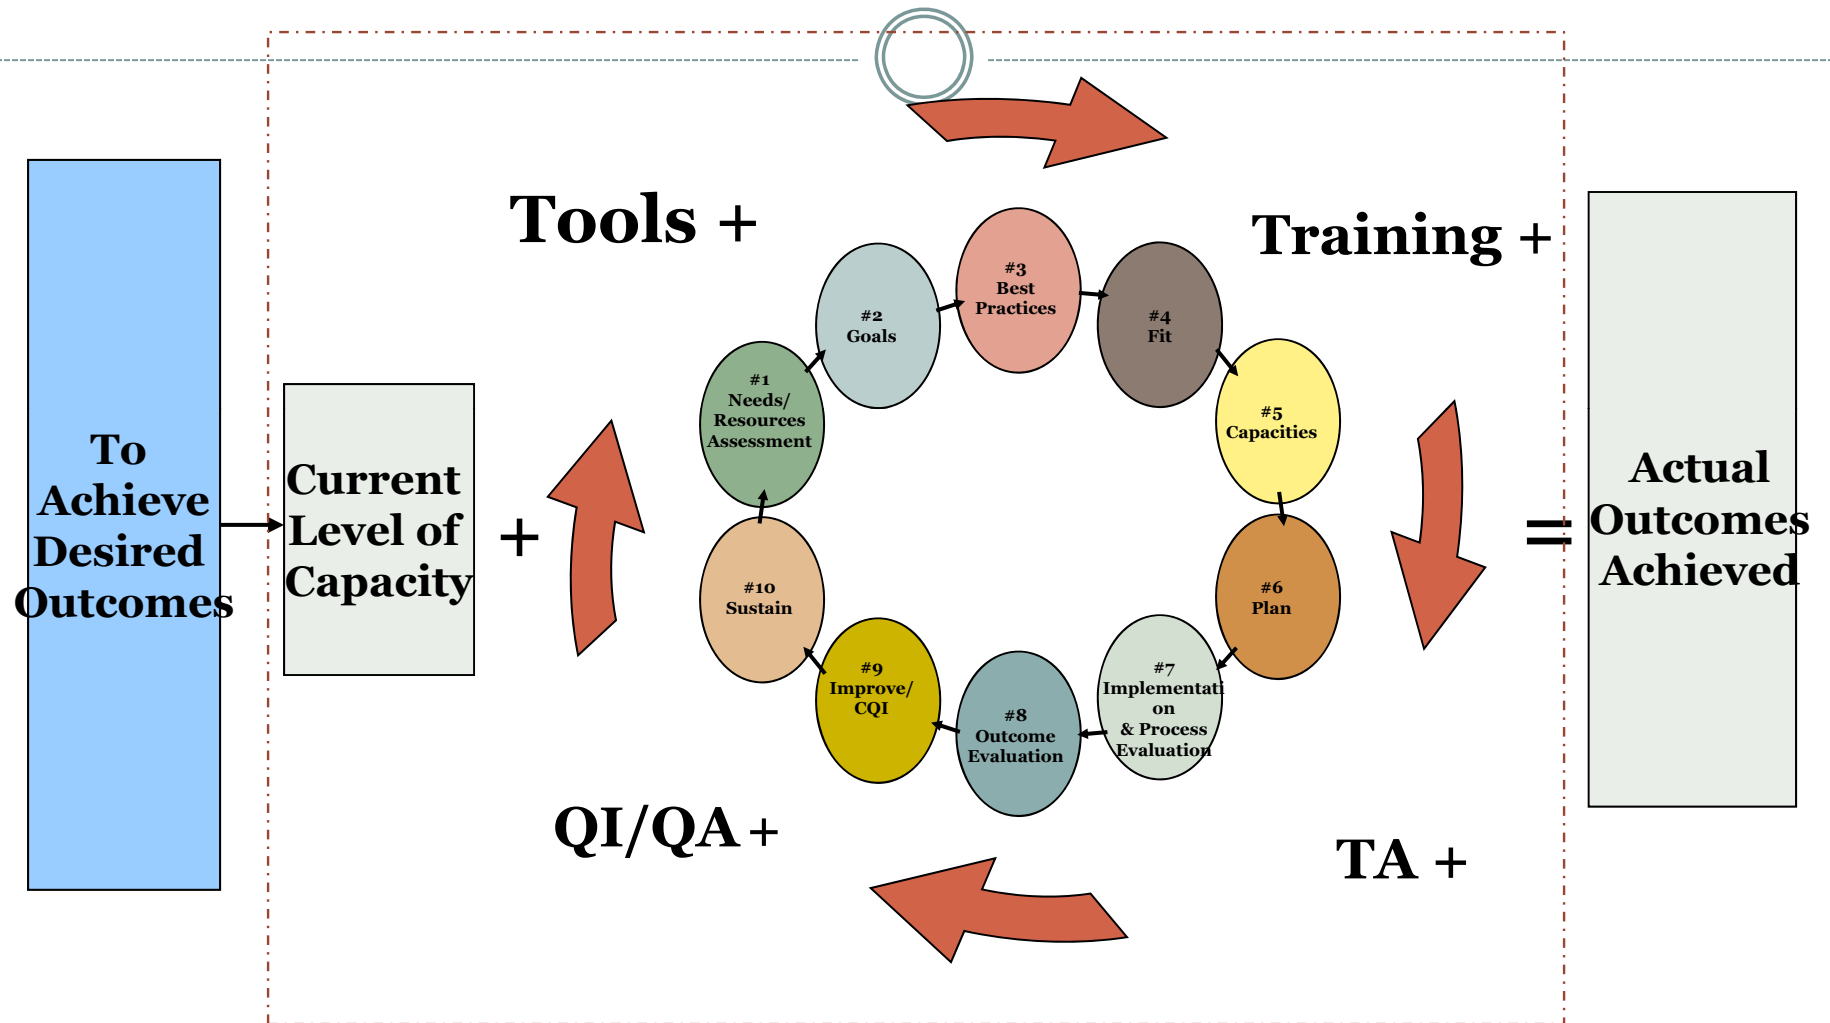 To
Achieve
Desired
Outcomes
Current
Level of
Capacity
+
Tools +
Training +
TA +
QI/QA +
#1
Needs/
Resources
Assessment
#2
Goals
#3
Best
Practices
#4
Fit
#5
Capacities
#6
Plan
#7
Implementati
on
& Process
Evaluation
#8
Outcome
Evaluation
#9
Improve/
CQI
#10
Sustain
=
Actual
Outcomes
Achieved